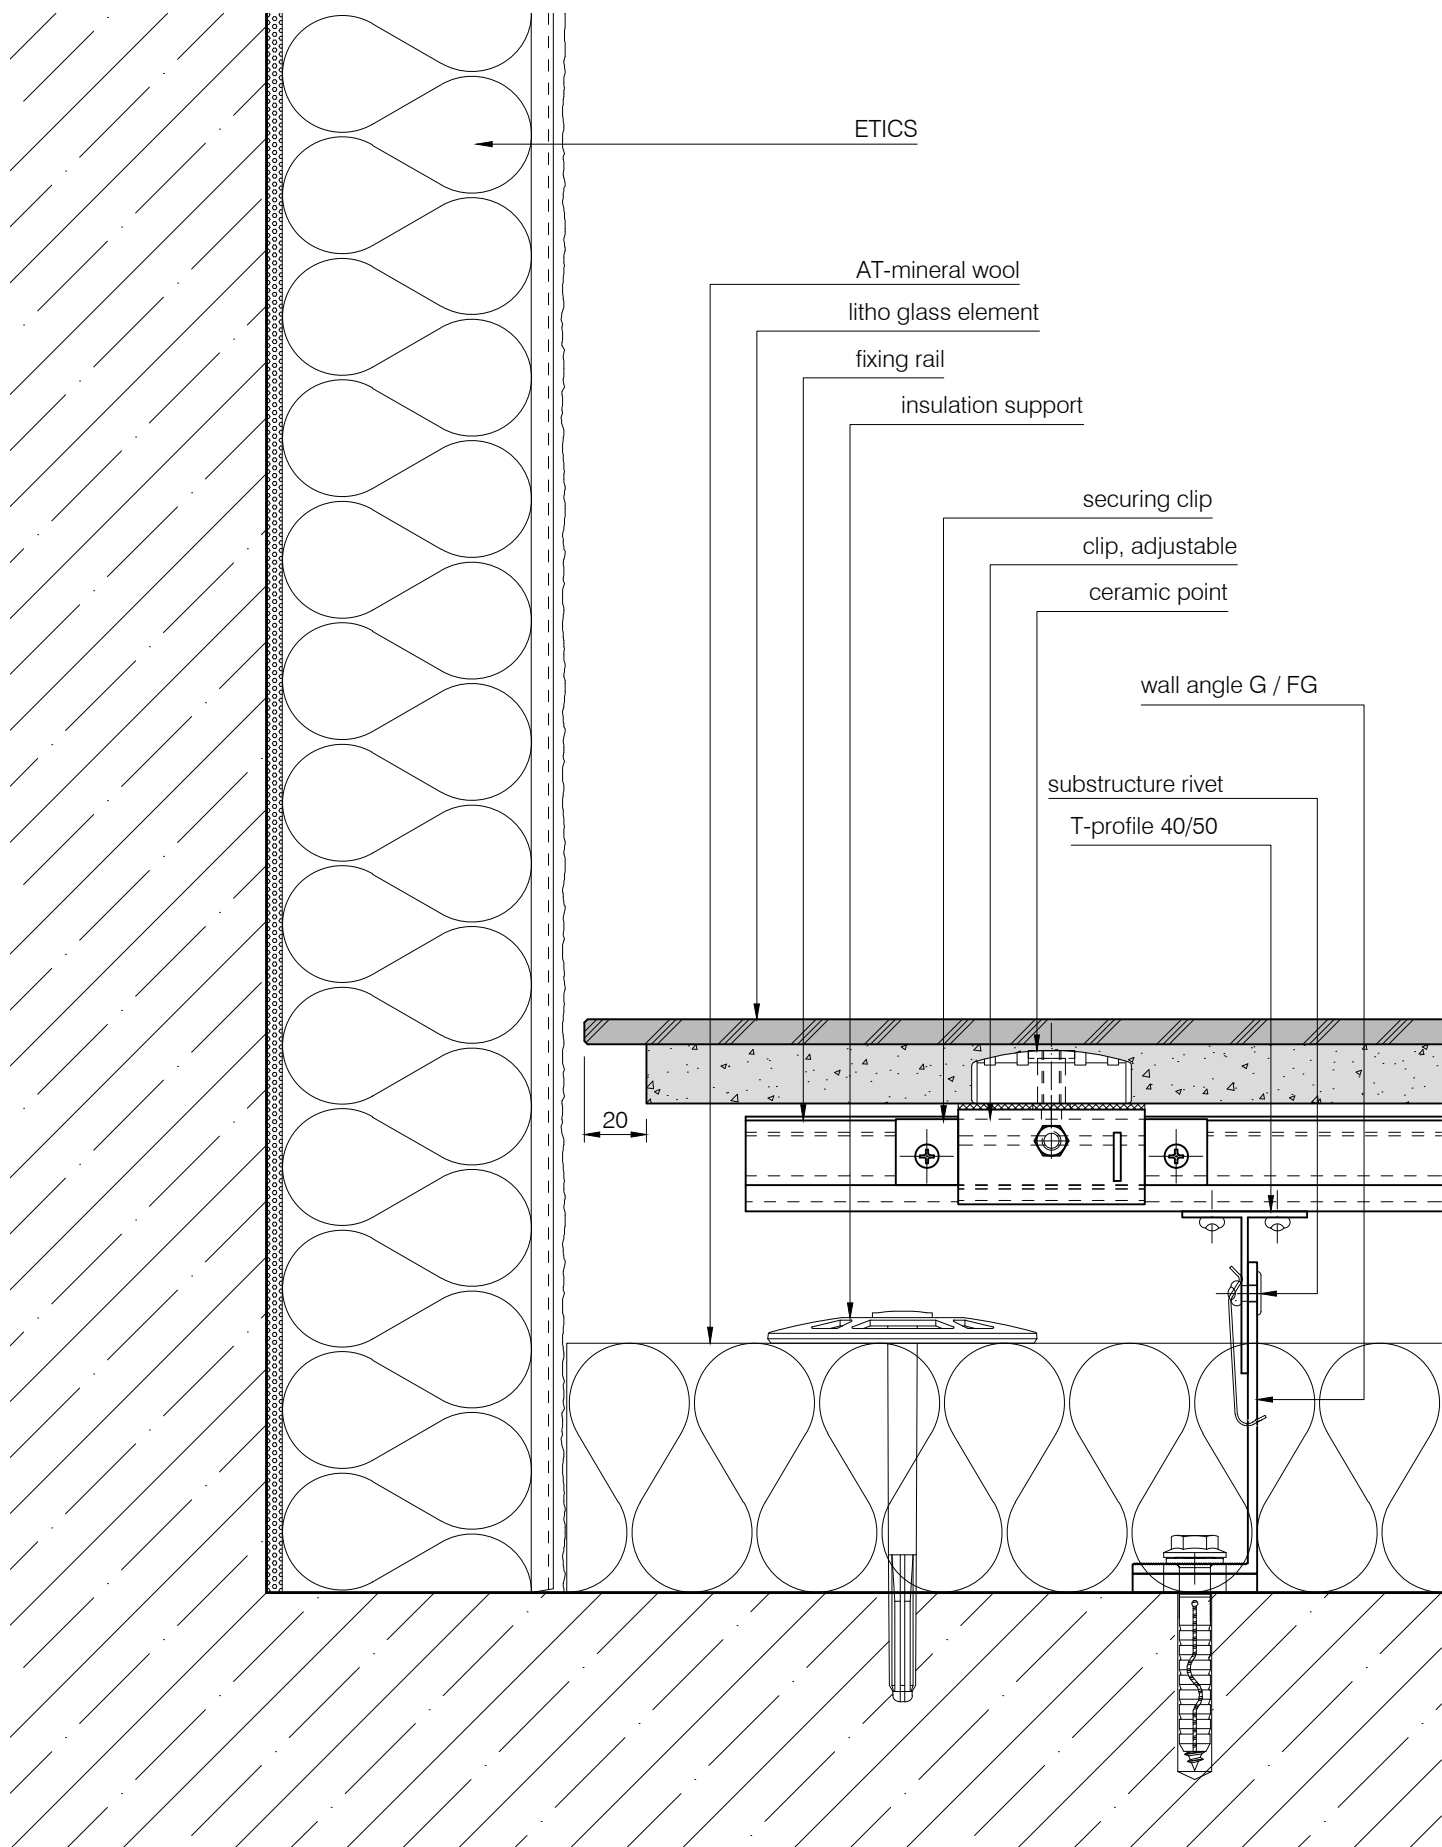 ETICS
AT-mineral wool
litho glass element
fixing rail
insulation support
securing clip
clip, adjustable
ceramic point
wall angle G / FG
substructure rivet
T-profile 40/50
20